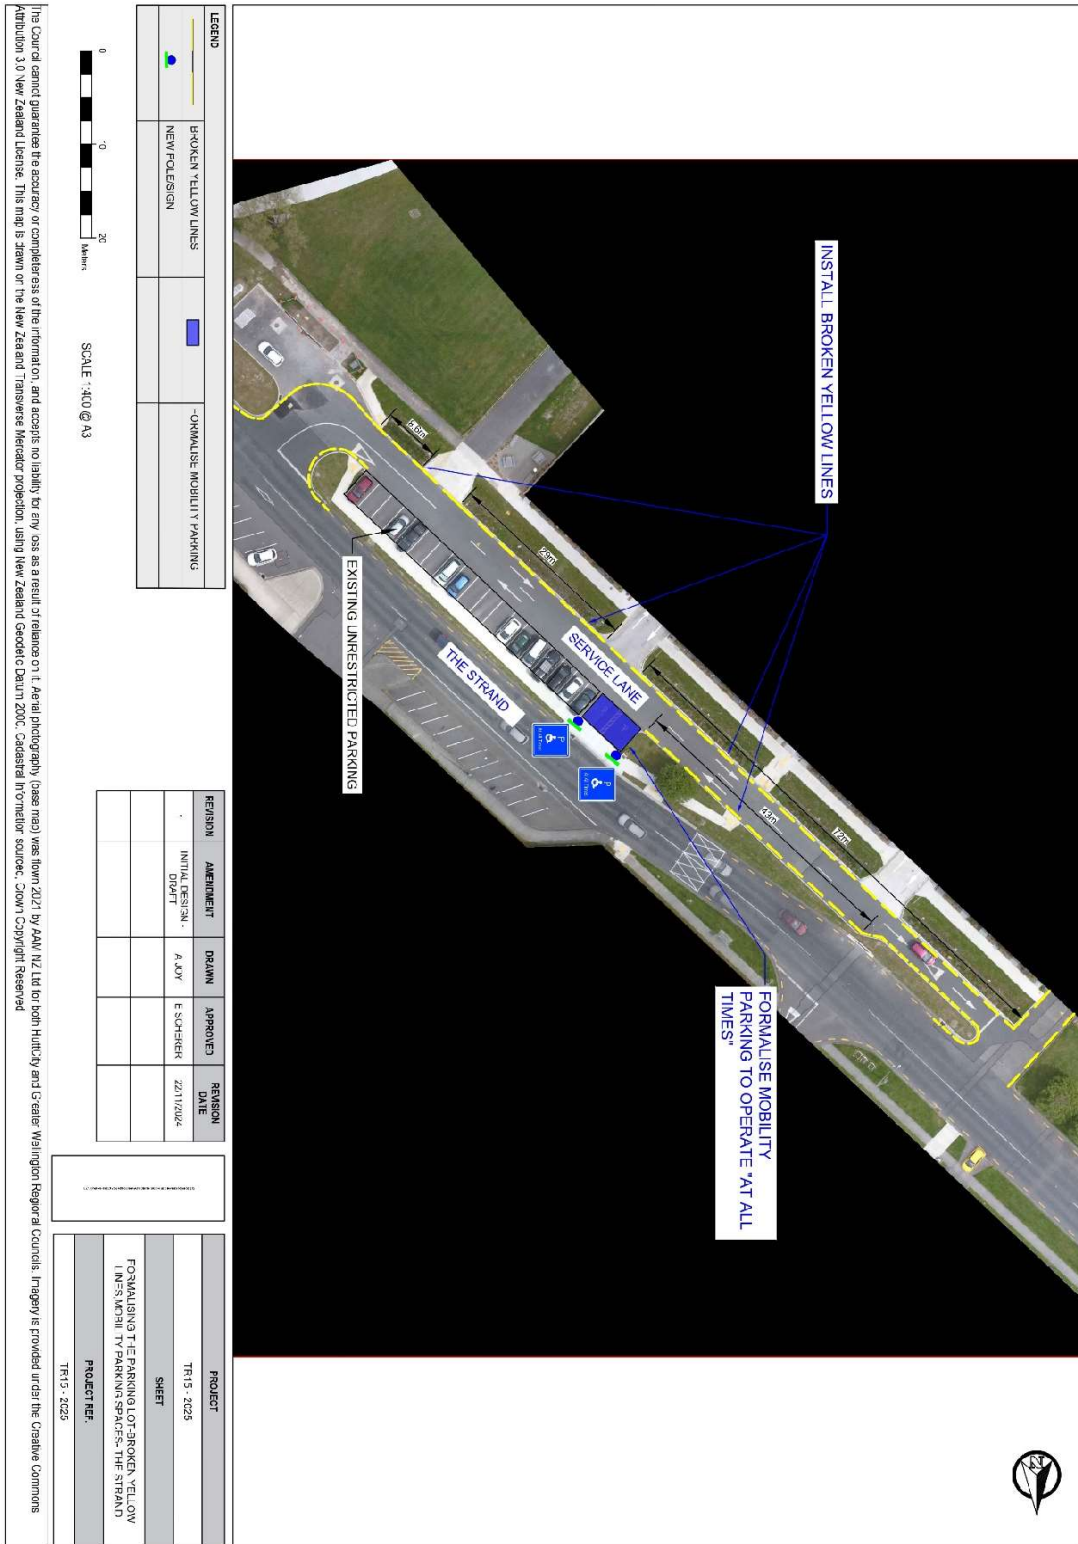 INSTALL BROKEN YELLOW LINES
5.6m
29m
72m
43m
SERVICE LANE
THE STRAND
EXISTING UNRESTRICTED PARKING
P
P
FORMALISE MOBILITY
PARKING TO OPERATE "AT ALL
TIMES"
N
LEGEND
BROKEN YELLOW LINES
FORMALISE MOBILITY PARKING
NEW POLE/SIGN
0 10 20
Meters
SCALE 1:400 @ A3
REVISION AMENDMENT DRAWN APPROVED REVISION
DATE
- INITIAL DESIGN -
DRAFT
A JOY E SCHERER 22/11/2024
PROJECT
TR15 - 2025
SHEET
FORMALISING THE PARKING LOT-BROKEN YELLOW
LINES,MOBILITY PARKING SPACES- THE STRAND
PROJECT REF.
TR15 - 2025
The Council cannot guarantee the accuracy or completeness of the information, and accepts no liability for any loss as a result of reliance on it. Aerial photography (base map) was flown 2021 by AAM NZ Ltd for both HuttCity and Greater Wellington Regional Councils. Imagery is provided under the Creative Commons
Attribution 3.0 New Zealand License. This map is drawn on the New Zealand Transverse Mercator projection, using New Zealand Geodetic Datum 2000. Cadastral Information sourced, Crown Copyright Reserved